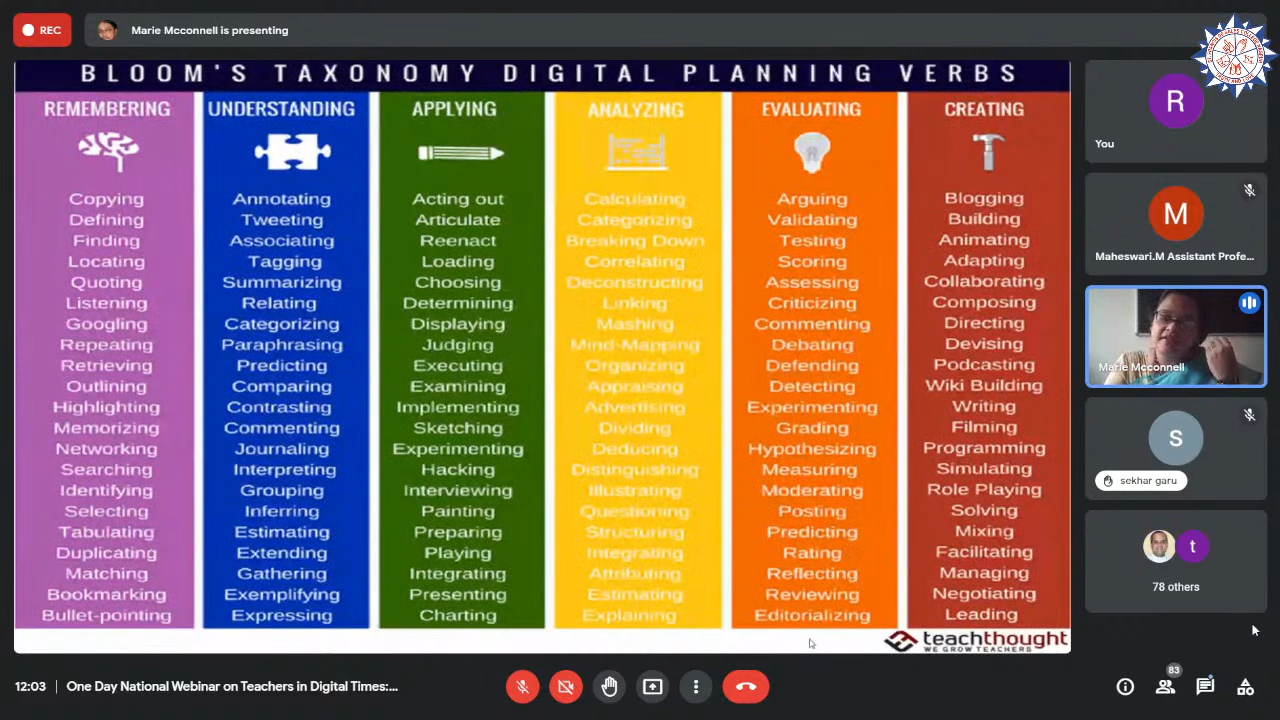 REC
Marie Mcconnell is presenting
BLOOM'S TAXONOMY DIGITAL PLANNING VERBS
REMEMBERING
Copying
Defining
Finding
Locating
Quoting
Listening
Googling
Repeating
Retrieving
Outlining
Highlighting
Memorizing
Networking
Searching
Identifying
Selecting
Tabulating
Duplicating
Matching
Bookmarking
Bullet-pointing
UNDERSTANDING
Annotating
Tweeting
Associating
Tagging
Summarizing
Relating
Categorizing
Paraphrasing
Predicting
Comparing
Contrasting
Commenting
Journaling
Interpreting
Grouping
Inferring
Estimating
Extending
Gathering
Exemplifying
Expressing
APPLYING
Acting out
Articulate
Reenact
Loading
Choosing
Determining
Displaying
Judging
Executing
Examining
Implementing
Sketching
Experimenting
Hacking
Interviewing
Painting
Preparing
Playing
Integrating
Presenting
Charting
ANALYZING
Calculating
Categorizing
Breaking Down
Correlating
Deconstructing
Linking
Mashing
Mind-Mapping
Organizing
Appraising
Advertising
Dividing
Deducing
Distinguishing
Illustrating
Questioning
Structuring
Integrating
Attributing
Estimating
Explaining
EVALUATING
Arguing
Validating
Testing
Scoring
Assessing
Criticizing
Commenting
Debating
Defending
Detecting
Experimenting
Grading
Hypothesizing
Measuring
Moderating
Posting
Predicting
Rating
Reflecting
Reviewing
Editorializing
CREATING
Blogging
Building
Animating
Adapting
Collaborating
Composing
Directing
Devising
Podcasting
Wiki Building
Writing
Filming
Programming
Simulating
Role Playing
Solving
Mixing
Facilitating
Managing
Negotiating
Leading
teachthought
WE GROW TEACHERS
R
You
M
Maheswari.M Assistant Profe...
Marie Mcconnell
s
sekhar garu
t
78 others
12:03 | One Day National Webinar on Teachers in Digital Times:...
83